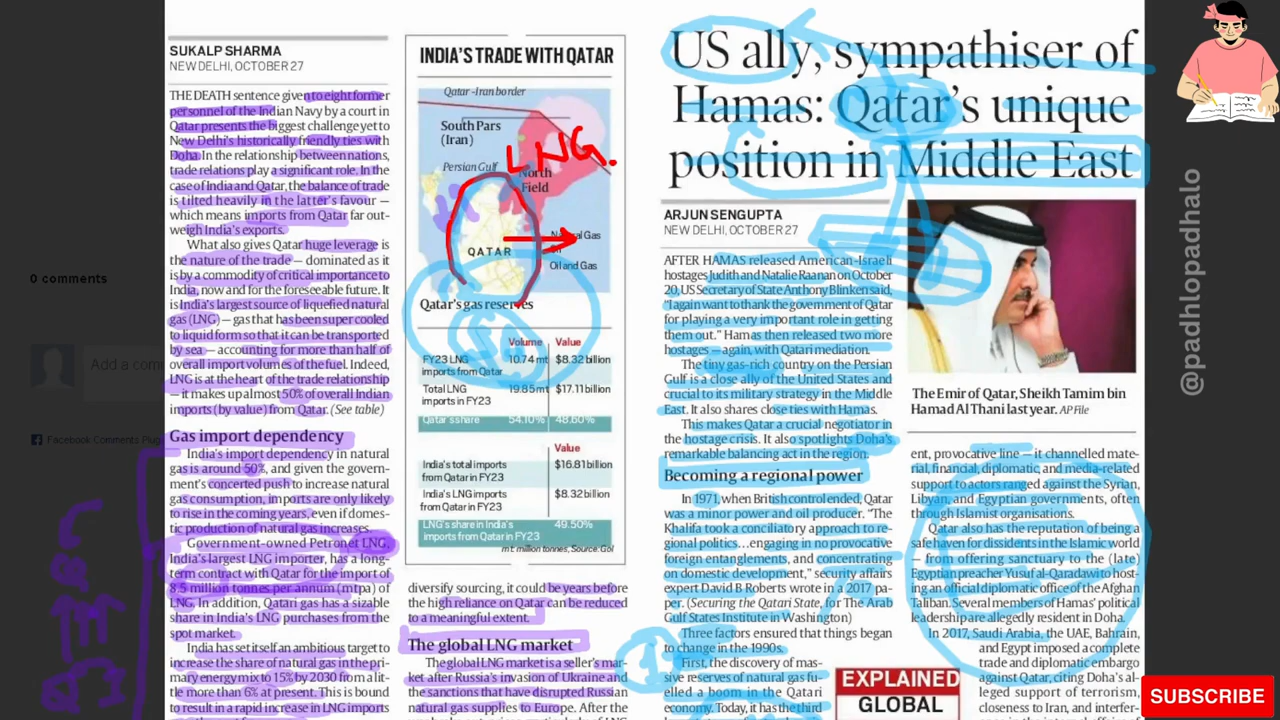 SUKALP SHARMA
NEW DELHI, OCTOBER 27
THE DEATH sentence given to eight former
personnel of the Indian Navy by a court in
Qatar presents the biggest challenge yet to
New Delhi's historically friendly ties with
Doha. In the relationship between nations,
trade relations play a significant role. In the
case of India and Qatar, the balance of trade
is tilted heavily in the latter's favour —
which means imports from Qatar far out-
weigh India's exports.
What also gives Qatar huge leverage is
the nature of the trade — dominated as it
is by a commodity of critical importance to
India, now and for the foreseeable future. It
is India's largest source of liquefied natural
gas (LNG) — gas that has been super cooled
to liquid form so that it can be transported
by sea — accounting for more than half of
overall import volumes of the fuel. Indeed,
LNG is at the heart of the trade relationship
— it makes up almost 50% of overall Indian
imports (by value) from Qatar. (See table)
Gas import dependency
India's import dependency in natural
gas is around 50%, and given the govern-
ment's concerted push to increase natural
gas consumption, imports are only likely
to rise in the coming years, even if domes-
tic production of natural gas increases.
Government-owned Petronet LNG,
India's largest LNG importer, has a long-
term contract with Qatar for the import of
8.5 million tonnes per annum (mtpa) of
LNG. In addition, Qatari gas has a sizable
share in India's LNG purchases from the
spot market.
India has set itself an ambitious target to
increase the share of natural gas in the pri-
mary energy mix to 15% by 2030 from a lit-
tle more than 6% at present. This is bound
to result in a rapid increase in LNG imports
INDIA'S TRADE WITH QATAR
Qatar -Iran border
South Pars
(Iran)
LNG.
Persian Gulf
North
Field
QATAR
Gas
Oil and Gas
Qatar's gas reserves
Volume Value
FY23 LNG
imports from Qatar 10.74 mt $8.32 billion
Total LNG
imports in FY23 19.85 mt $17.11 billion
Qatar's share 54.10% 48.60%
Value
India's total imports
from Qatar in FY23 $16.81 billion
India's LNG imports
from Qatar in FY23 $8.32 billion
LNG's share in India's
imports from Qatar in FY23 49.50%
mt: million tonnes, Source: GoI
diversify sourcing, it could be years before
the high reliance on Qatar can be reduced
to a meaningful extent.
The global LNG market
The global LNG market is a seller's mar-
ket after Russia's invasion of Ukraine and
the sanctions that have disrupted Russian
natural gas supplies to Europe. After the
US ally, sympathiser of
Hamas: Qatar's unique
position in Middle East
ARJUN SENGUPTA
NEW DELHI, OCTOBER 27
AFTER HAMAS released American-Israeli
hostages Judith and Natalie Raanan on October
20, US Secretary of State Anthony Blinken said,
"I again want to thank the government of Qatar
for playing a very important role in getting
them out." Hamas then released two more
hostages — again, with Qatari mediation.
The tiny gas-rich country on the Persian
Gulf is a close ally of the United States and
crucial to its military strategy in the Middle
East. It also shares close ties with Hamas.
This makes Qatar a crucial negotiator in
the hostage crisis. It also spotlights Doha's
remarkable balancing act in the region.
Becoming a regional power
In 1971, when British control ended, Qatar
was a minor power and oil producer. "The
Khalifa took a conciliatory approach to re-
gional politics…engaging in no provocative
foreign entanglements, and concentrating
on domestic development," security affairs
expert David B Roberts wrote in a 2017 pa-
per. (Securing the Qatari State, for The Arab
Gulf States Institute in Washington)
Three factors ensured that things began
to change in the 1990s.
First, the discovery of mas-
sive reserves of natural gas fu-
elled a boom in the Qatari
economy. Today, it has the third
The Emir of Qatar, Sheikh Tamim bin
Hamad Al Thani last year. AP File
ent, provocative line — it channelled mate-
rial, financial, diplomatic, and media-related
support to actors ranged against the Syrian,
Libyan, and Egyptian governments, often
through Islamist organisations.
Qatar also has the reputation of being a
safe haven for dissidents in the Islamic world
— from offering sanctuary to the (late)
Egyptian preacher Yusuf al-Qaradawi to host-
ing an official diplomatic office of the Afghan
Taliban. Several members of Hamas' political
leadership are allegedly resident in Doha.
In 2017, Saudi Arabia, the UAE, Bahrain,
and Egypt imposed a complete
trade and diplomatic embargo
against Qatar, citing Doha's al-
leged support of terrorism,
closeness to Iran, and interfer-
EXPLAINED
GLOBAL
0 comments
Add a com
Facebook Comments Plug
@padhlopadhalo
SUBSCRIBE